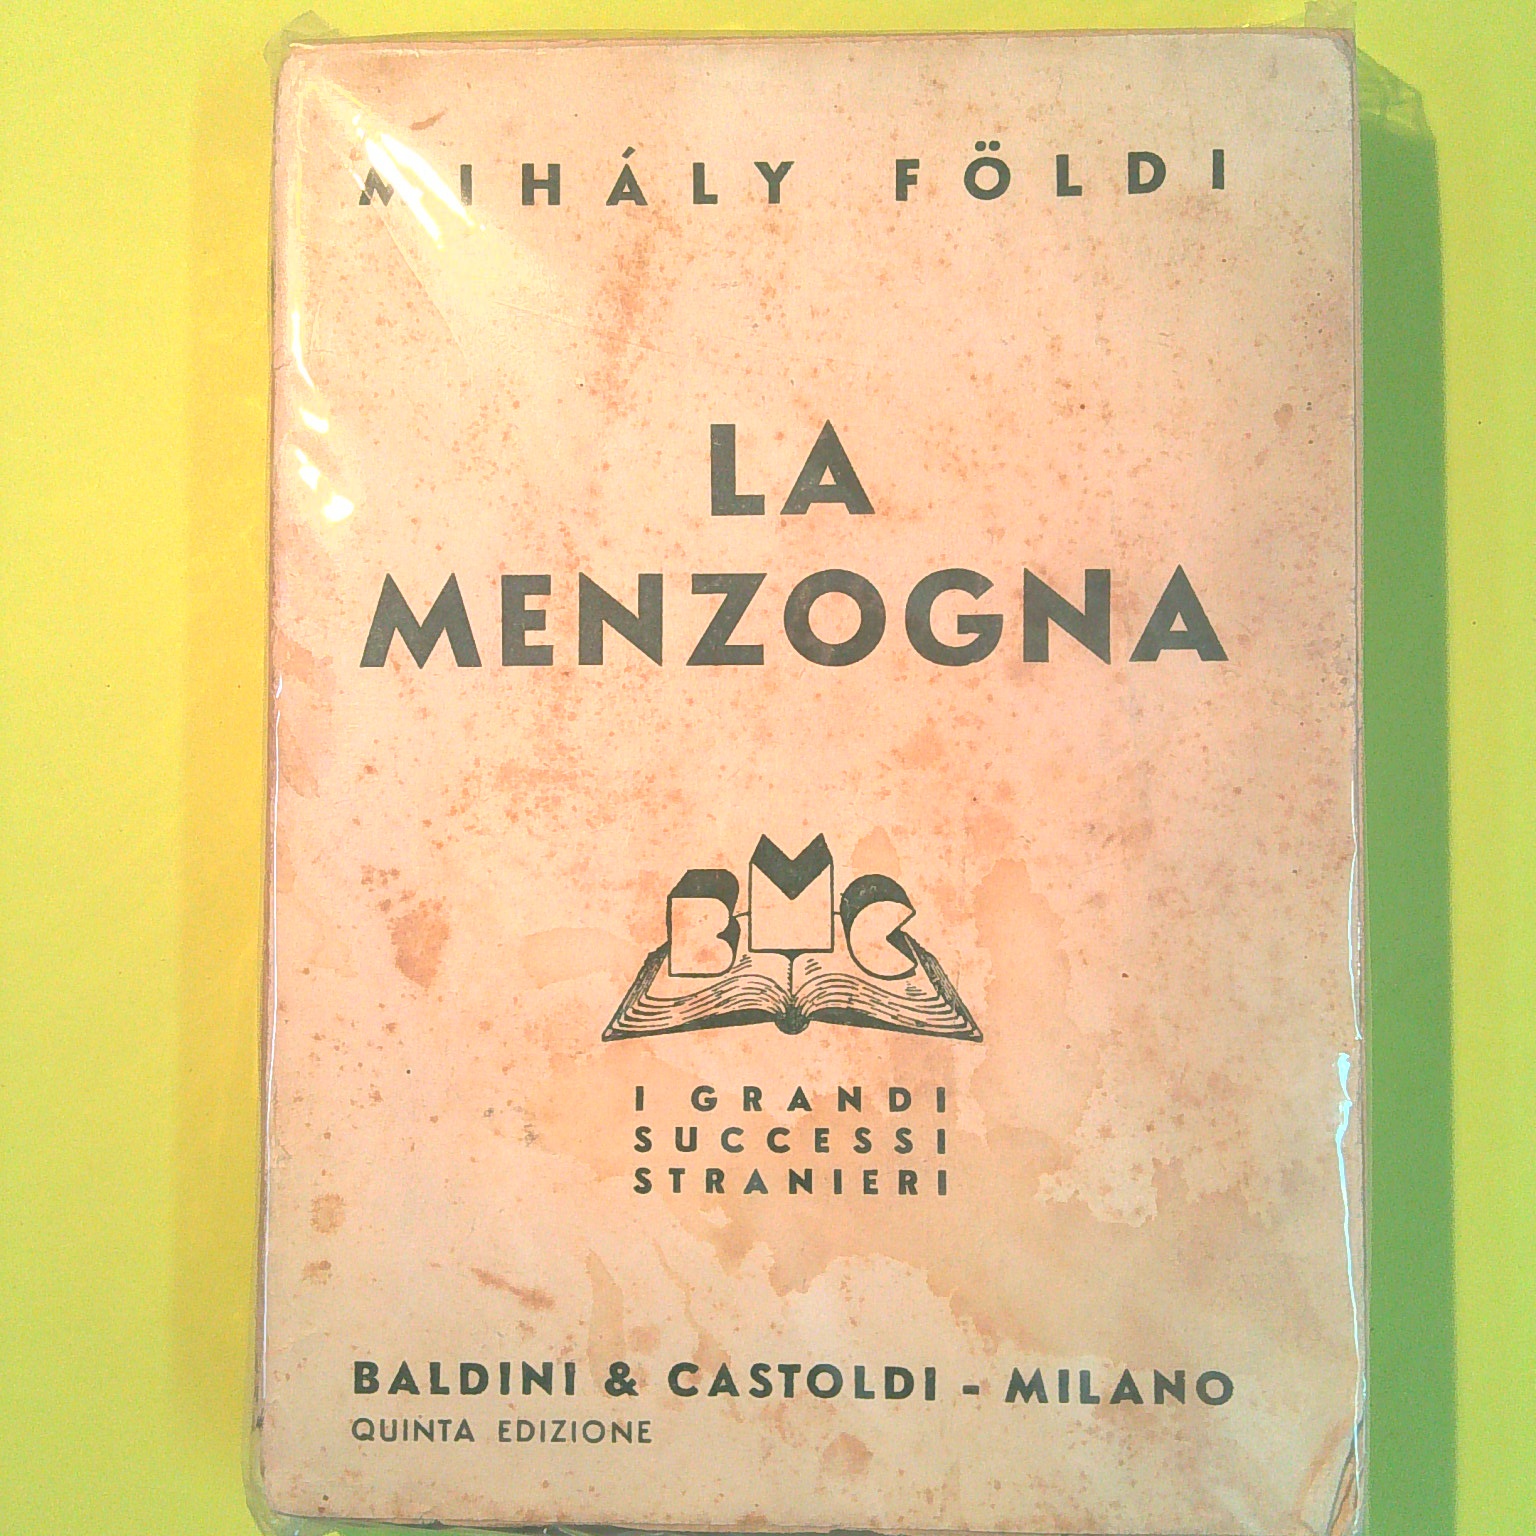 MIHÁLY FÖLDI
LA
MENZOGNA
BMC
I GRANDI
SUCCESSI
STRANIERI
BALDINI & CASTOLDI - MILANO
QUINTA EDIZIONE